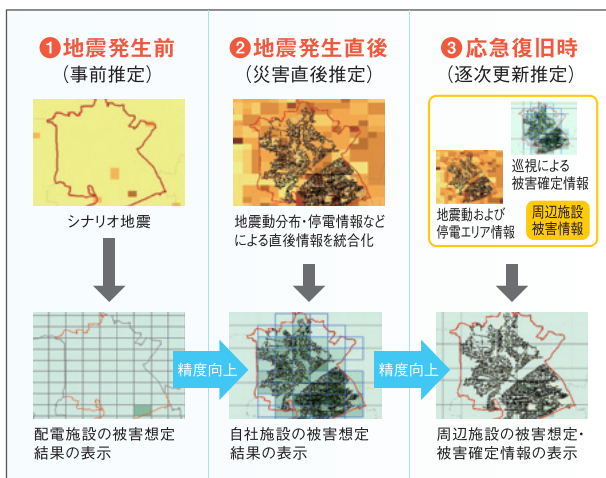 ❶地震発生前
(事前推定)
シナリオ地震
配電施設の被害想定
結果の表示
精度向上
❷地震発生直後
(災害直後推定)
地震動分布・停電情報など
による直後情報を統合化
自社施設の被害想定
結果の表示
精度向上
❸応急復旧時
(逐次更新推定)
巡視による
被害確定情報
地震動および
停電エリア情報
周辺施設
被害情報
周辺施設の被害想定・
被害確定情報の表示